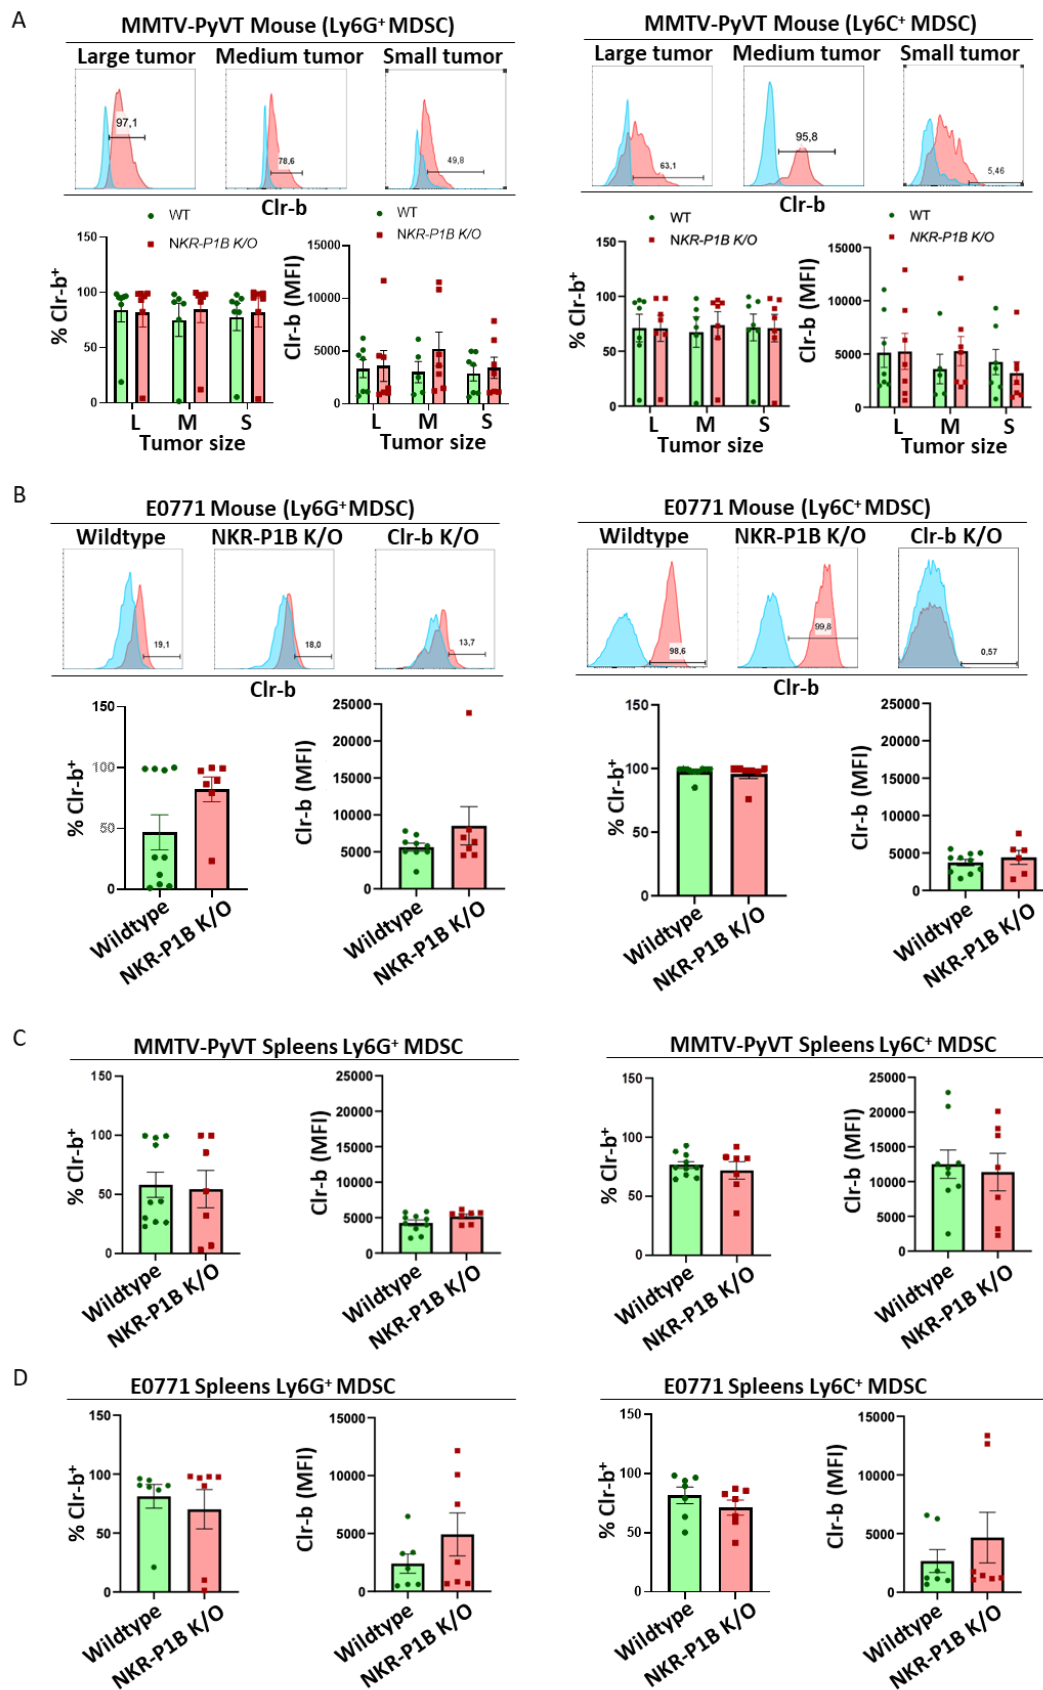 A
MMTV-PyVT Mouse (Ly6G+ MDSC)
Large tumor Medium tumor Small tumor
97,1
78,6
49,8
Clr-b
WT
NKR-P1B K/O
WT
NKR-P1B K/O
% Clr-b+
150
100
50
0
L M S
Tumor size
Clr-b (MFI)
15000
10000
5000
0
L M S
Tumor size
MMTV-PyVT Mouse (Ly6C+ MDSC)
Large tumor Medium tumor Small tumor
63,1
95,8
5,46
Clr-b
WT
NKR-P1B K/O
WT
NKR-P1B K/O
% Clr-b+
150
100
50
0
L M S
Tumor size
Clr-b (MFI)
15000
10000
5000
0
L M S
Tumor size
B
E0771 Mouse (Ly6G+ MDSC)
Wildtype NKR-P1B K/O Clr-b K/O
19,1
18,0
13,7
Clr-b
% Clr-b+
150
100
50
0
Wildtype
NKR-P1B K/O
Clr-b (MFI)
25000
20000
15000
10000
5000
0
Wildtype
NKR-P1B K/O
E0771 Mouse (Ly6C+ MDSC)
Wildtype NKR-P1B K/O Clr-b K/O
98,6
99,8
0,57
Clr-b
% Clr-b+
150
100
50
0
Wildtype
NKR-P1B K/O
Clr-b (MFI)
25000
20000
15000
10000
5000
0
Wildtype
NKR-P1B K/O
C
MMTV-PyVT Spleens Ly6G+ MDSC
% Clr-b+
150
100
50
0
Wildtype
NKR-P1B K/O
Clr-b (MFI)
25000
20000
15000
10000
5000
0
Wildtype
NKR-P1B K/O
MMTV-PyVT Spleens Ly6C+ MDSC
% Clr-b+
150
100
50
0
Wildtype
NKR-P1B K/O
Clr-b (MFI)
25000
20000
15000
10000
5000
0
Wildtype
NKR-P1B K/O
D
E0771 Spleens Ly6G+ MDSC
% Clr-b+
150
100
50
0
Wildtype
NKR-P1B K/O
Clr-b (MFI)
15000
10000
5000
0
Wildtype
NKR-P1B K/O
E0771 Spleens Ly6C+ MDSC
% Clr-b+
150
100
50
0
Wildtype
NKR-P1B K/O
Clr-b (MFI)
15000
10000
5000
0
Wildtype
NKR-P1B K/O